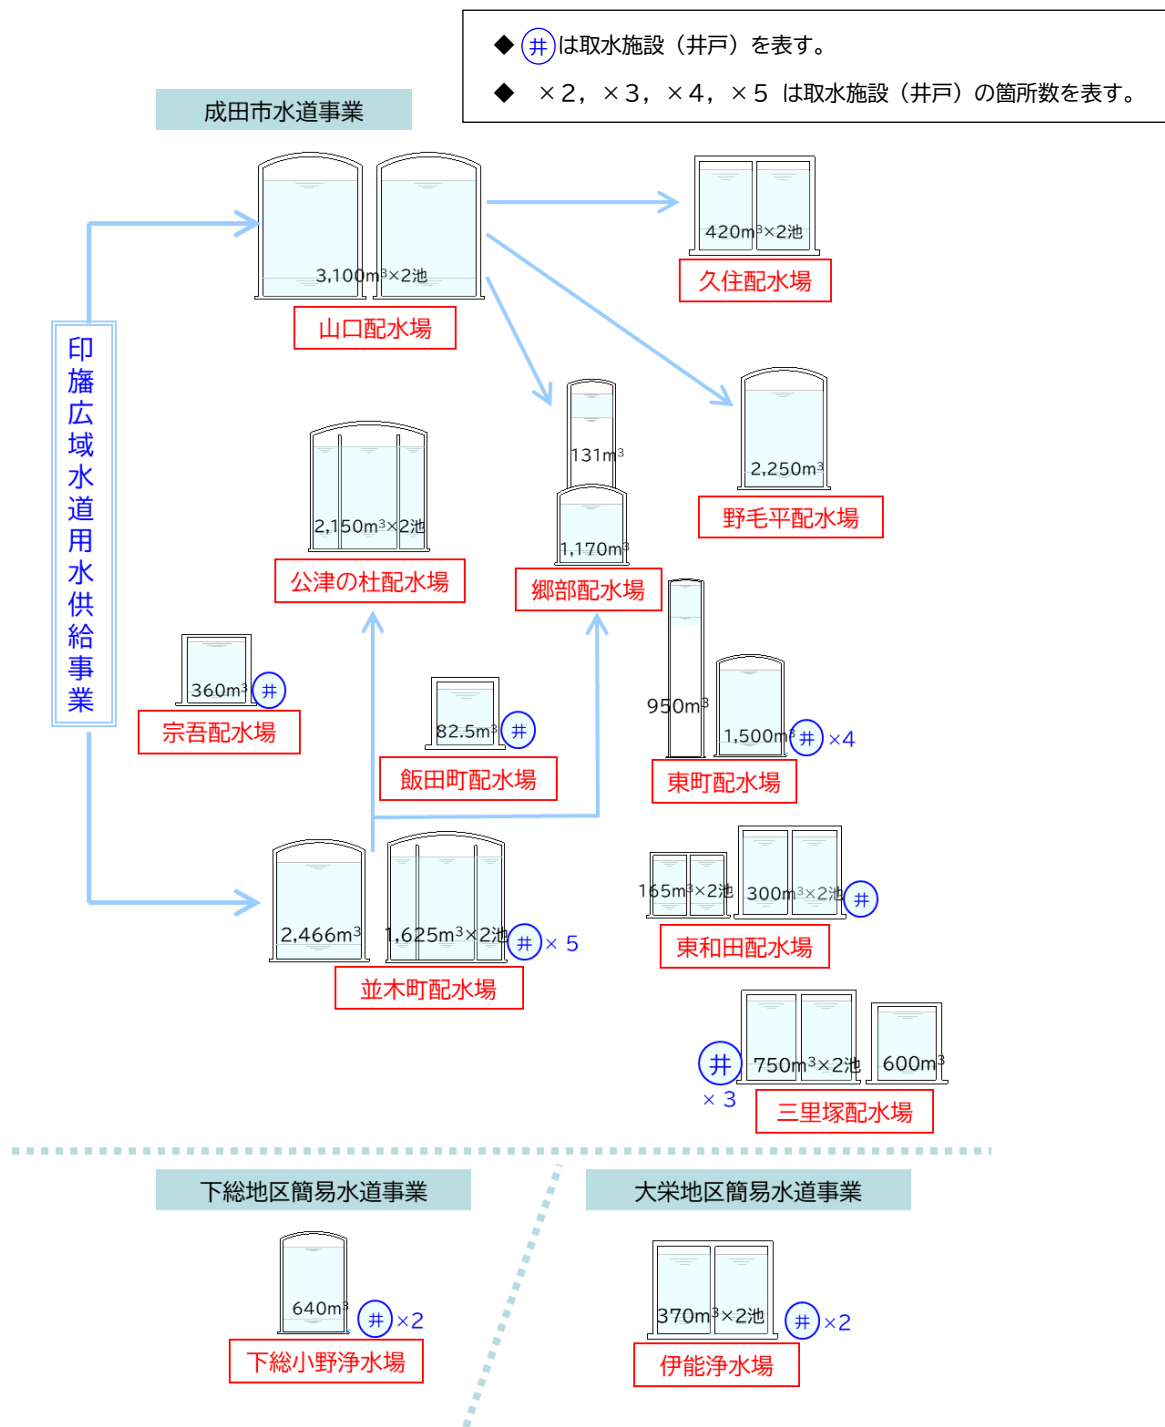 ◆ 井 は取水施設（井戸）を表す。
◆ ×２，×３，×４，×５ は取水施設（井戸）の箇所数を表す。
成田市水道事業
3,100m³×2池
山口配水場
420m³×2池
久住配水場
印旛広域水道用水供給事業
2,250m³
野毛平配水場
131m³
1,170m³
郷部配水場
2,150m³×2池
公津の杜配水場
360m³ 井
宗吾配水場
82.5m³ 井
飯田町配水場
950m³
1,500m³ 井 ×4
東町配水場
2,466m³
1,625m³×2池 井 × 5
並木町配水場
165m³×2池
300m³×2池 井
東和田配水場
井 × 3
750m³×2池
600m³
三里塚配水場
下総地区簡易水道事業
640m³ 井 ×2
下総小野浄水場
大栄地区簡易水道事業
370m³×2池 井 ×2
伊能浄水場